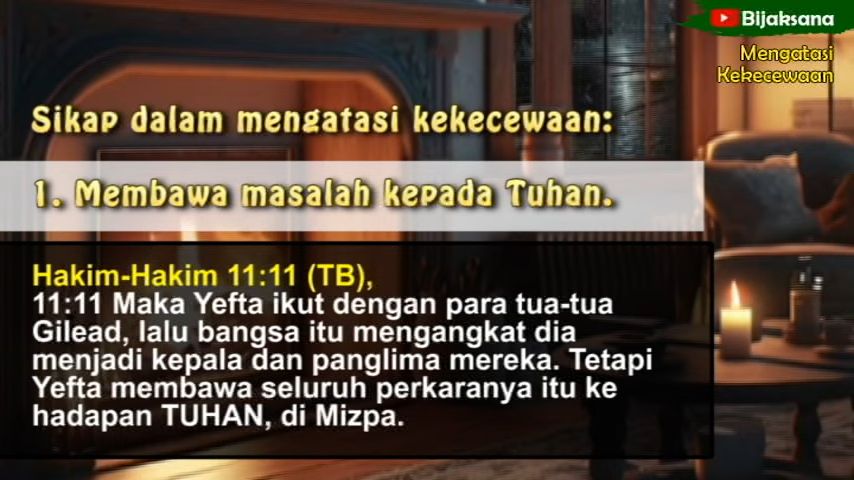 Bijaksana
Mengatasi
Kekecewaan
Sikap dalam mengatasi kekecewaan:
1. Membawa masalah kepada Tuhan.
Hakim-Hakim 11:11 (TB),
11:11 Maka Yefta ikut dengan para tua-tua
Gilead, lalu bangsa itu mengangkat dia
menjadi kepala dan panglima mereka. Tetapi
Yefta membawa seluruh perkaranya itu ke
hadapan TUHAN, di Mizpa.